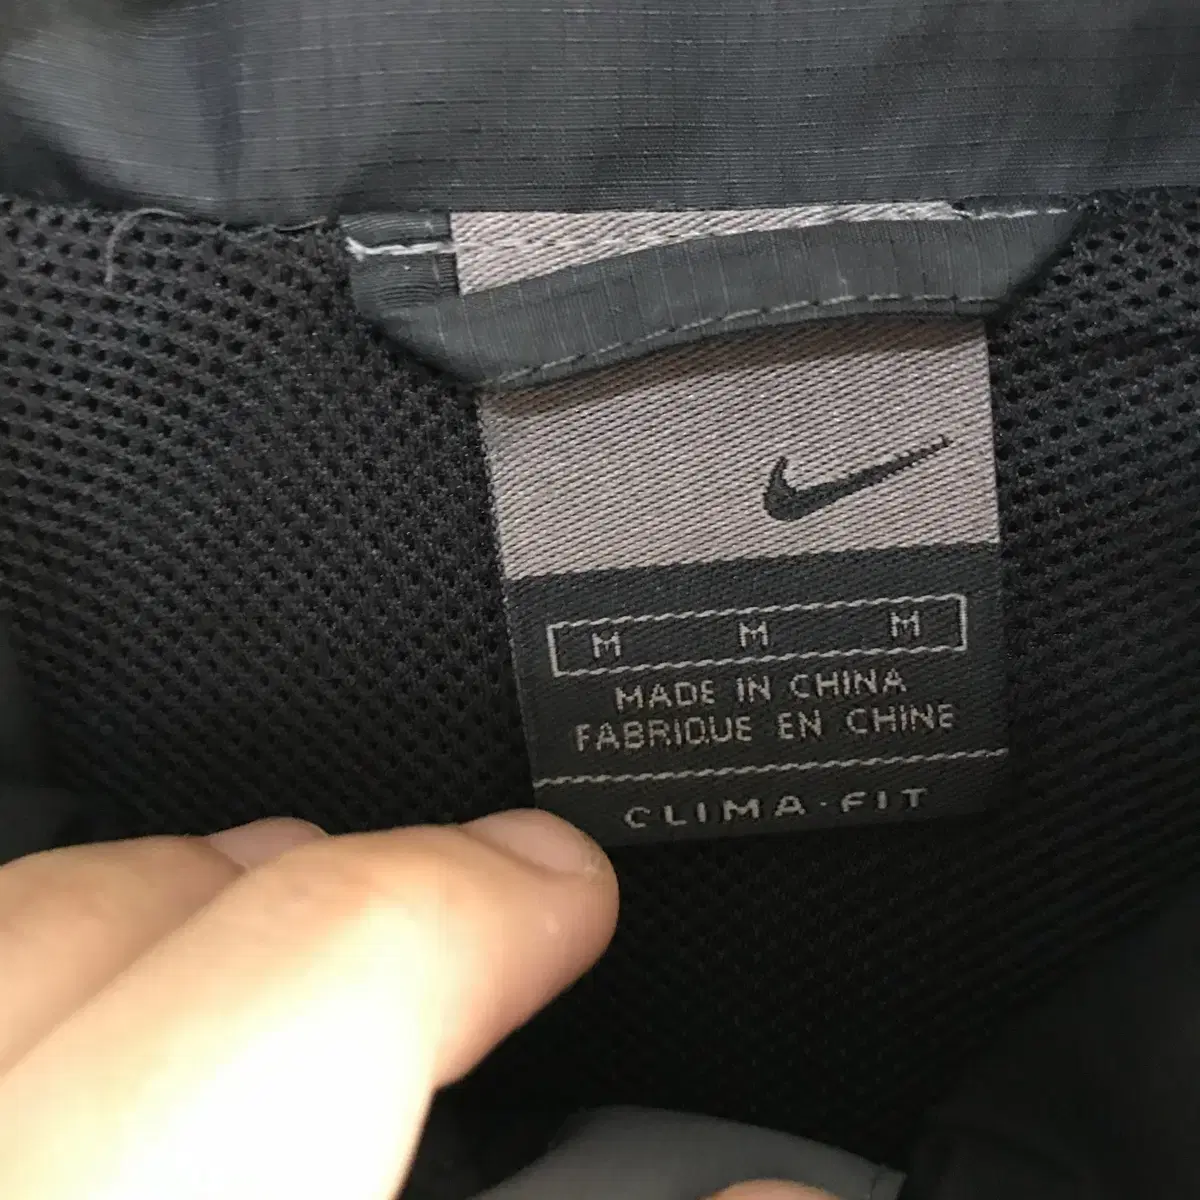 M M M
MADE IN CHINA
FABRIQUE EN CHINE
CLIMA·FIT